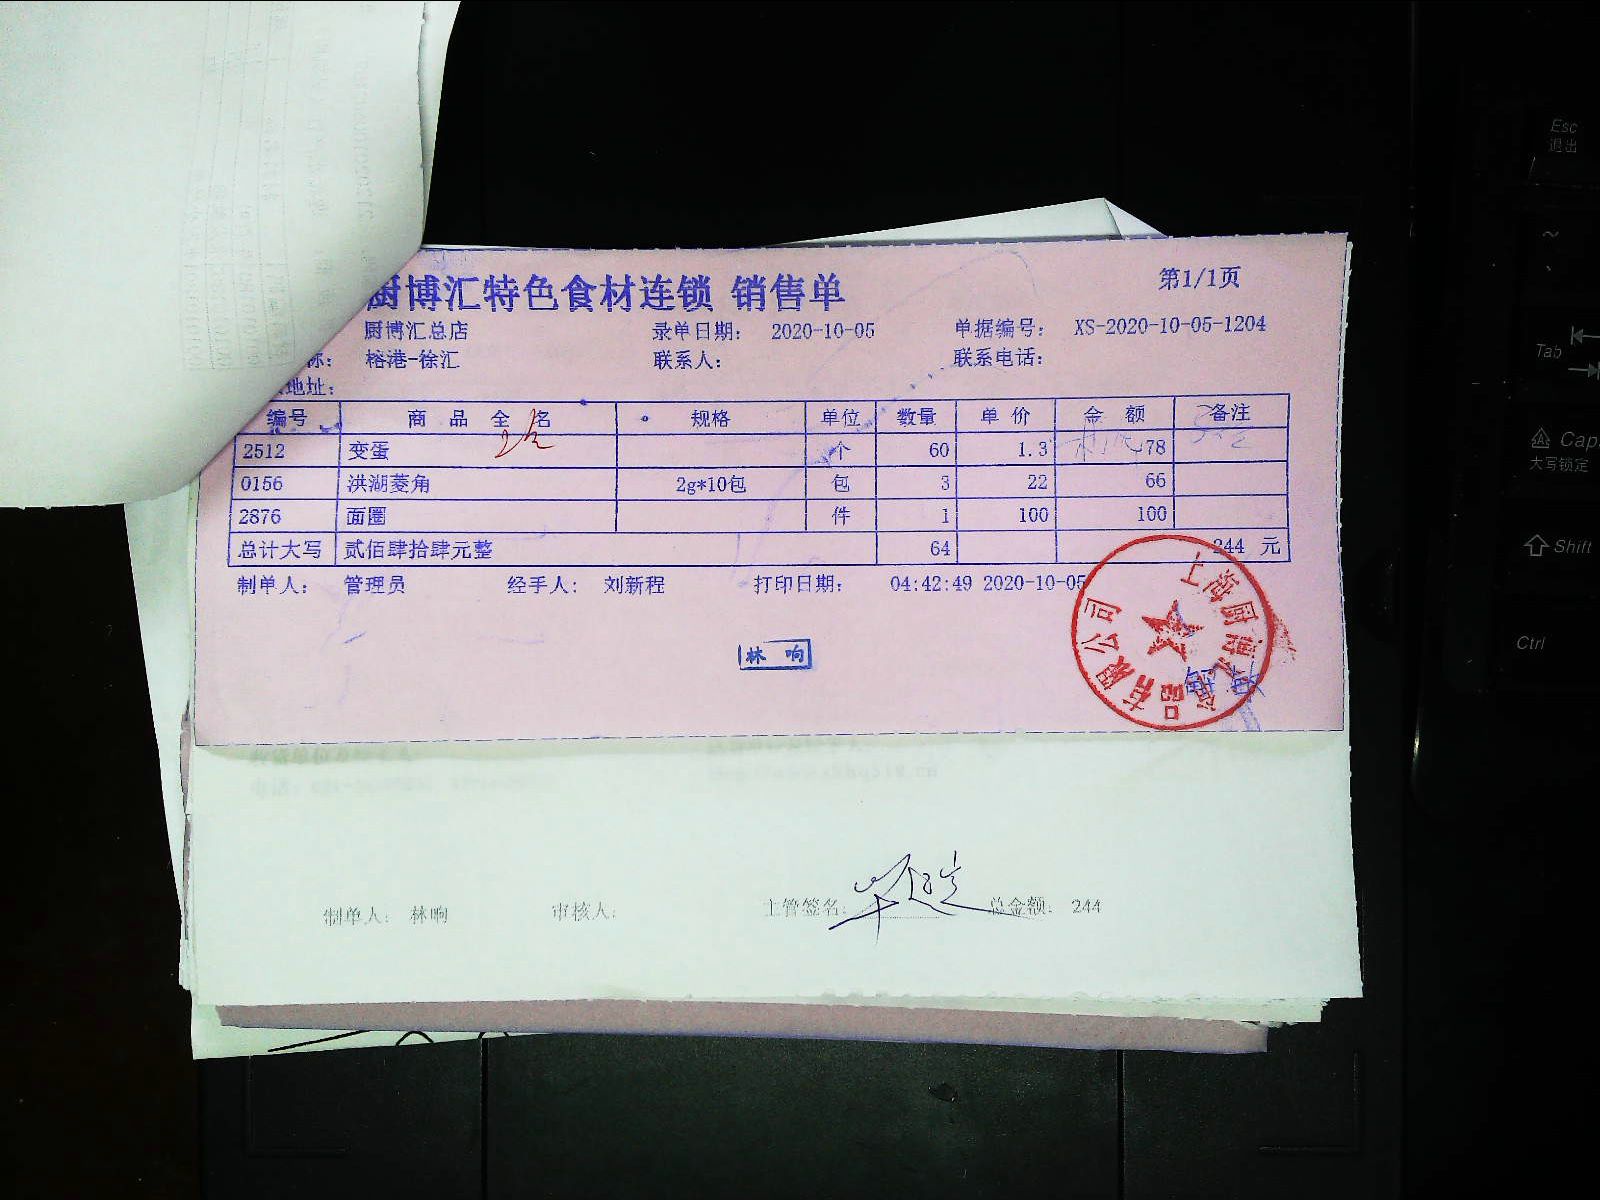 厨博汇特色食材连锁 销售单
第1/1页
厨博汇总店 录单日期： 2020-10-05 单据编号： XS-2020-10-05-1204
称： 榕港-徐汇 联系人： 联系电话：
地址：
编号 商品全名 规格 单位 数量 单价 金额 备注
2512 变蛋 个 60 1.3 78
0156 洪湖菱角 2g*10包 包 3 22 66
2876 面圈 件 1 100 100
总计大写 贰佰肆拾肆元整 64 244 元
制单人： 管理员 经手人： 刘新程 打印日期： 04:42:49 2020-10-05
林响
制单人： 林响 审核人： 主管签名： 总金额： 244
Esc
退出
~
Tab
Caps
大写锁定
Shift
Ctrl